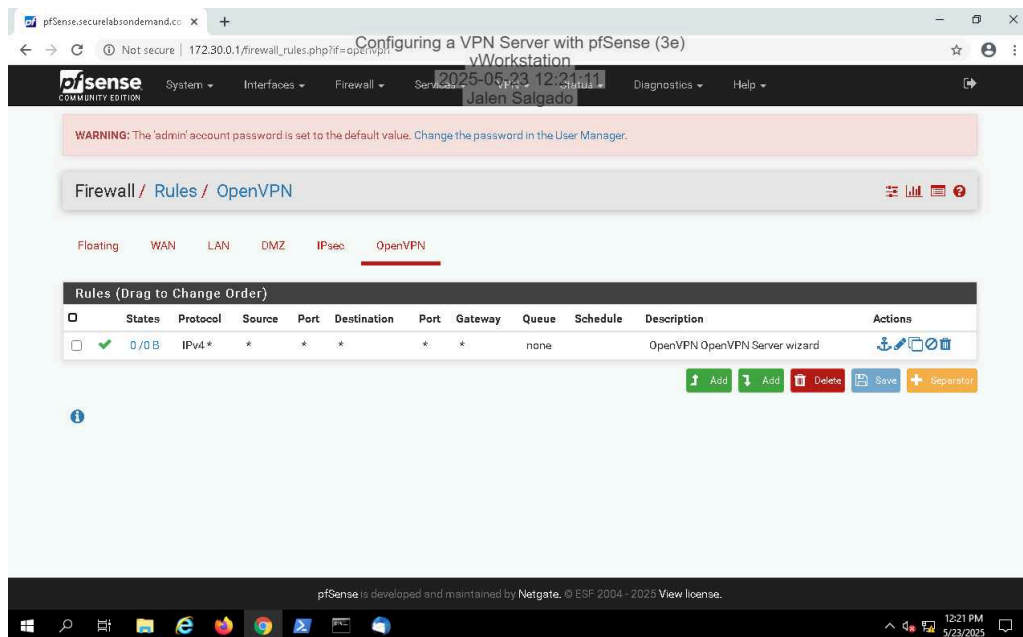 pfSense.securelabsondemand.co
Not secure | 172.30.0.1/firewall_rules.php?if=openvpn
Configuring a VPN Server with pfSense (3e)
vWorkstation
2025-05-23 12:21:11
Jalen Salgado
pfsense
COMMUNITY EDITION
System Interfaces Firewall Services VPN Status Diagnostics Help
WARNING: The 'admin' account password is set to the default value. Change the password in the User Manager.
Firewall / Rules / OpenVPN
Floating WAN LAN DMZ IPsec OpenVPN
Rules (Drag to Change Order)
States Protocol Source Port Destination Port Gateway Queue Schedule Description Actions
0 /0 B IPv4 * * * * * * none OpenVPN OpenVPN Server wizard
Add Add Delete Save Separator
pfSense is developed and maintained by Netgate. © ESF 2004 - 2025 View license.
12:21 PM
5/23/2025